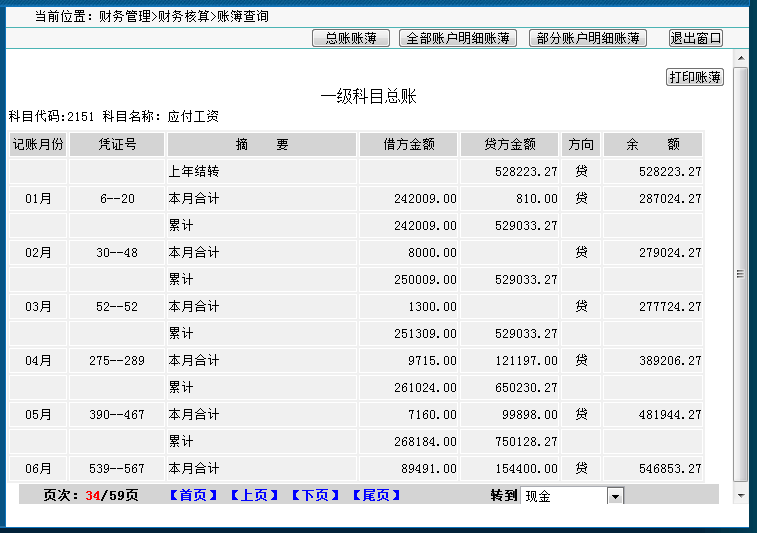 当前位置：财务管理>财务核算>账簿查询
总账账薄 全部账户明细账薄 部分账户明细账薄 退出窗口
打印账薄
一级科目总账
科目代码:2151 科目名称：应付工资
记账月份 凭证号 摘 要 借方金额 贷方金额 方向 余 额
上年结转 528223.27 贷 528223.27
01月 6--20 本月合计 242009.00 810.00 贷 287024.27
累计 242009.00 529033.27
02月 30--48 本月合计 8000.00 贷 279024.27
累计 250009.00 529033.27
03月 52--52 本月合计 1300.00 贷 277724.27
累计 251309.00 529033.27
04月 275--289 本月合计 9715.00 121197.00 贷 389206.27
累计 261024.00 650230.27
05月 390--467 本月合计 7160.00 99898.00 贷 481944.27
累计 268184.00 750128.27
06月 539--567 本月合计 89491.00 154400.00 贷 546853.27
页次：34/59页 【首页】 【上页】 【下页】 【尾页】 转到 现金